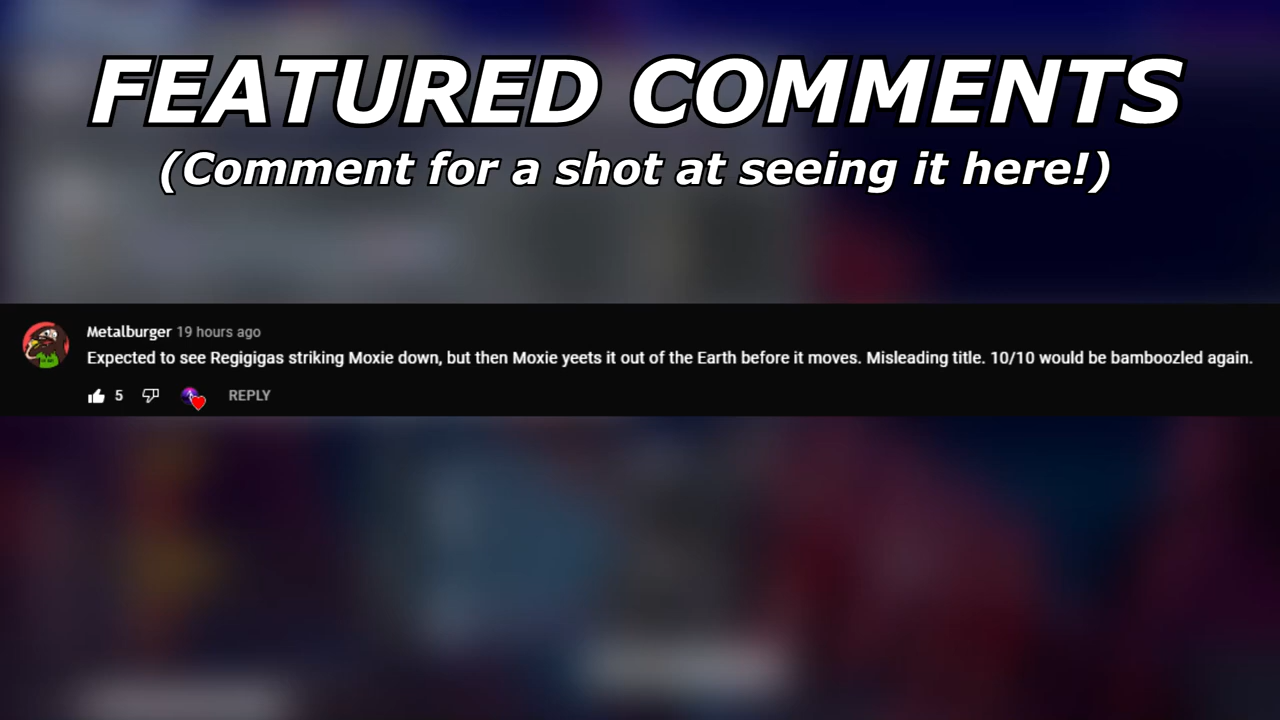 FEATURED COMMENTS
(Comment for a shot at seeing it here!)
Metalburger 19 hours ago
Expected to see Regigigas striking Moxie down, but then Moxie yeets it out of the Earth before it moves. Misleading title. 10/10 would be bamboozled again.
5 REPLY